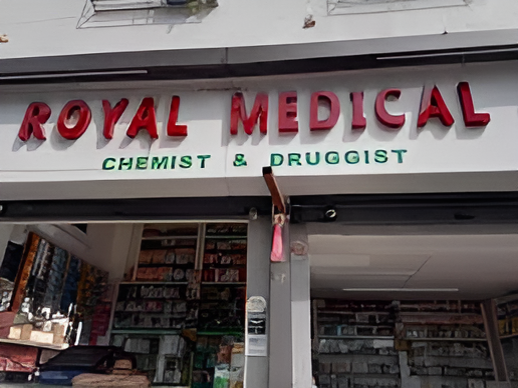 ROYAL MEDICAL
CHEMIST & DRUGGIST